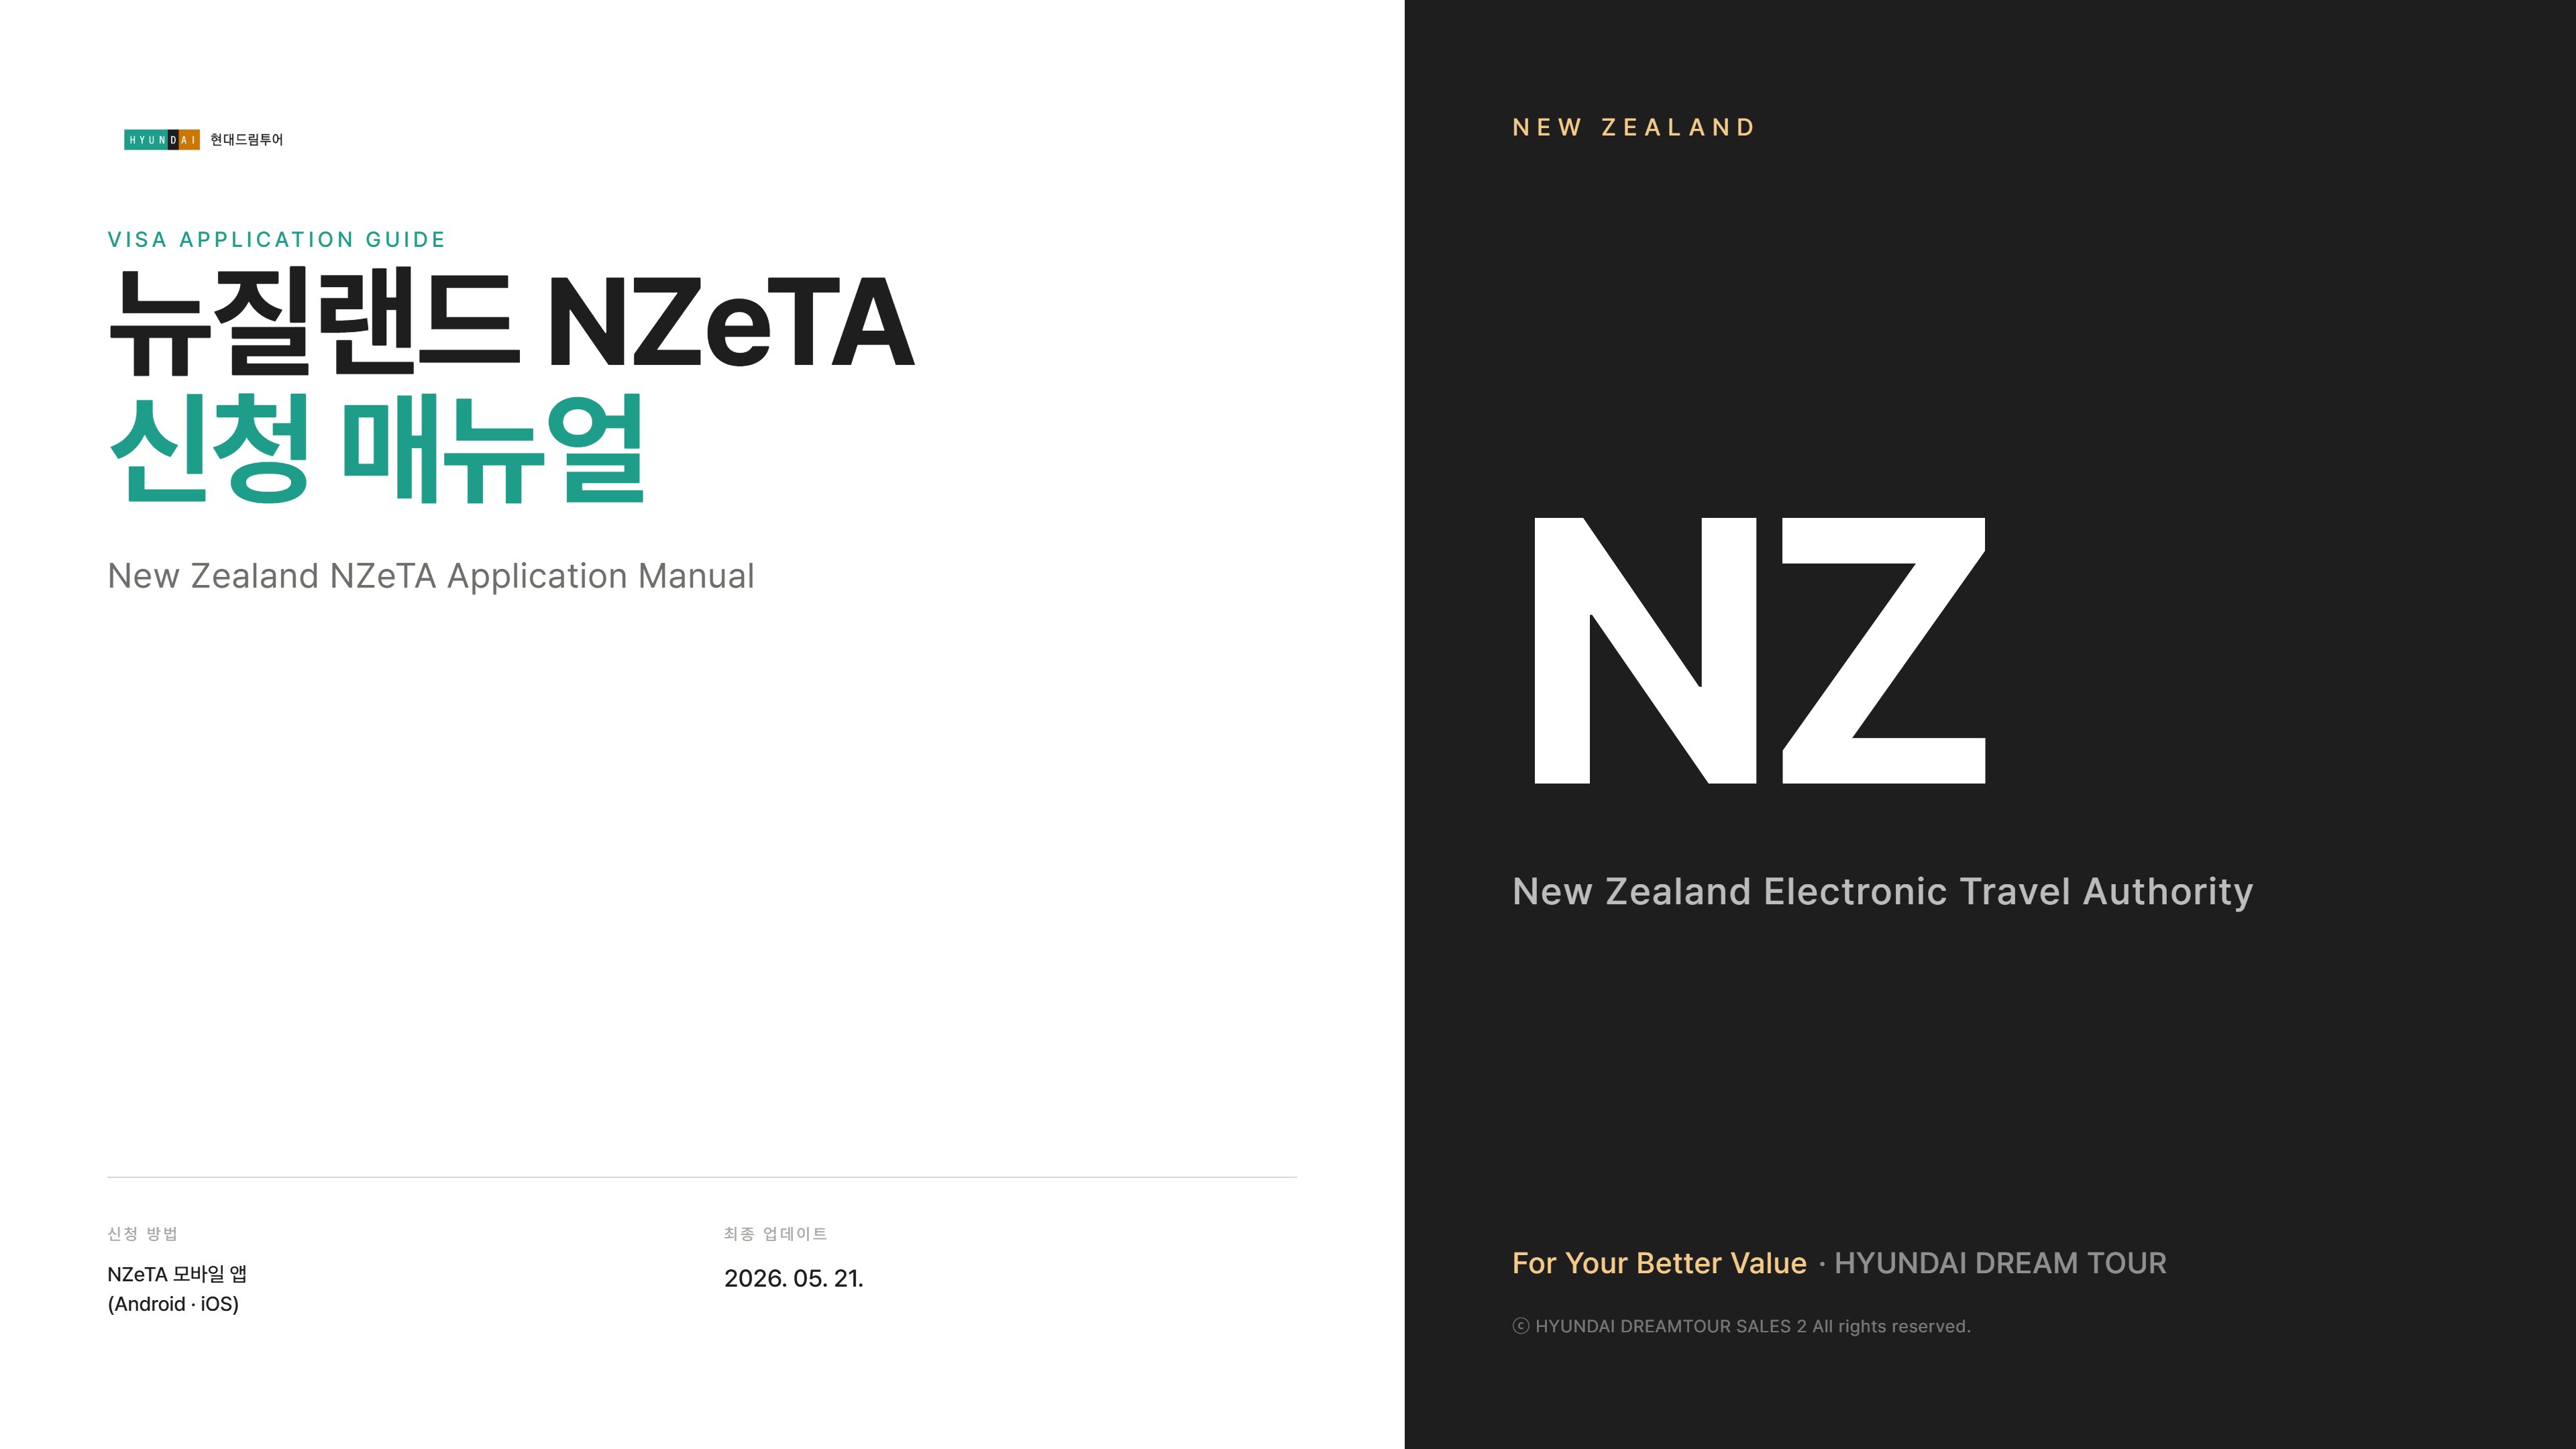 HYUNDAI 현대드림투어
VISA APPLICATION GUIDE
뉴질랜드 NZeTA
신청 매뉴얼
New Zealand NZeTA Application Manual
신청 방법
NZeTA 모바일 앱
(Android · iOS)
최종 업데이트
2026. 05. 21.
NEW ZEALAND
NZ
New Zealand Electronic Travel Authority
For Your Better Value · HYUNDAI DREAM TOUR
ⓒ HYUNDAI DREAMTOUR SALES 2 All rights reserved.